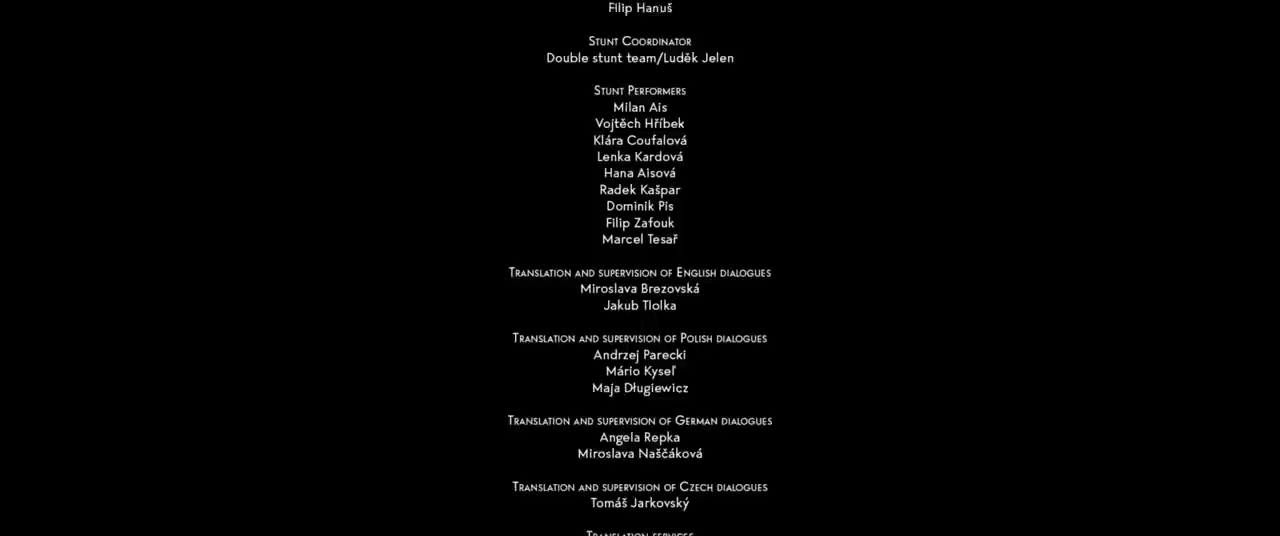 Filip Hanuš
Stunt Coordinator
Double stunt team/Luděk Jelen
Stunt Performers
Milan Ais
Vojtěch Hříbek
Klára Coufalová
Lenka Kardová
Hana Aisová
Radek Kašpar
Dominik Pis
Filip Zafouk
Marcel Tesař
Translation and supervision of English dialogues
Miroslava Brezovská
Jakub Tlolka
Translation and supervision of Polish dialogues
Andrzej Parecki
Mário Kyseľ
Maja Długiewicz
Translation and supervision of German dialogues
Angela Repka
Miroslava Naščáková
Translation and supervision of Czech dialogues
Tomáš Jarkovský
Translation services